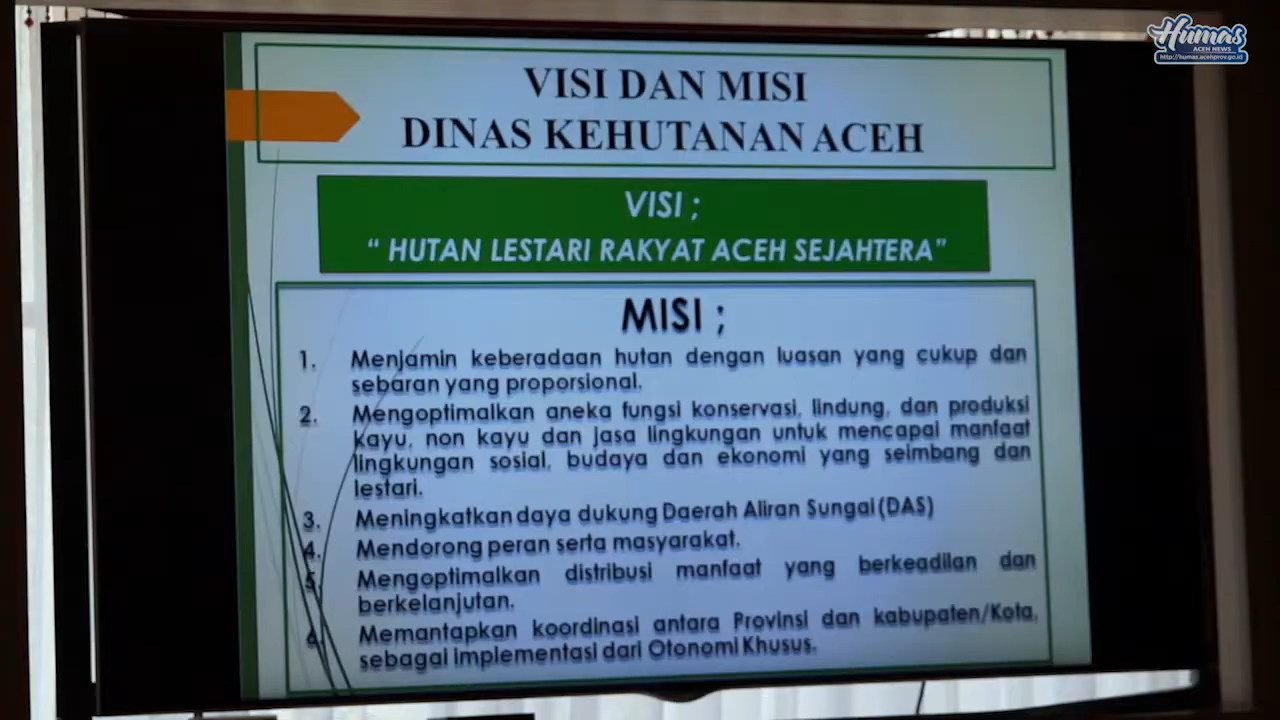 Humas
ACEH NEWS
http://humas.acehprov.go.id
VISI DAN MISI
DINAS KEHUTANAN ACEH
VISI ;
“ HUTAN LESTARI RAKYAT ACEH SEJAHTERA”
MISI ;
1. Menjamin keberadaan hutan dengan luasan yang cukup dan
sebaran yang proporsional.
2. Mengoptimalkan aneka fungsi konservasi, lindung, dan produksi
kayu, non kayu dan jasa lingkungan untuk mencapai manfaat
lingkungan sosial, budaya dan ekonomi yang seimbang dan
lestari.
3. Meningkatkan daya dukung Daerah Aliran Sungai (DAS)
4. Mendorong peran serta masyarakat.
5. Mengoptimalkan distribusi manfaat yang berkeadilan dan
berkelanjutan.
6. Memantapkan koordinasi antara Provinsi dan kabupaten/Kota,
sebagai implementasi dari Otonomi Khusus.